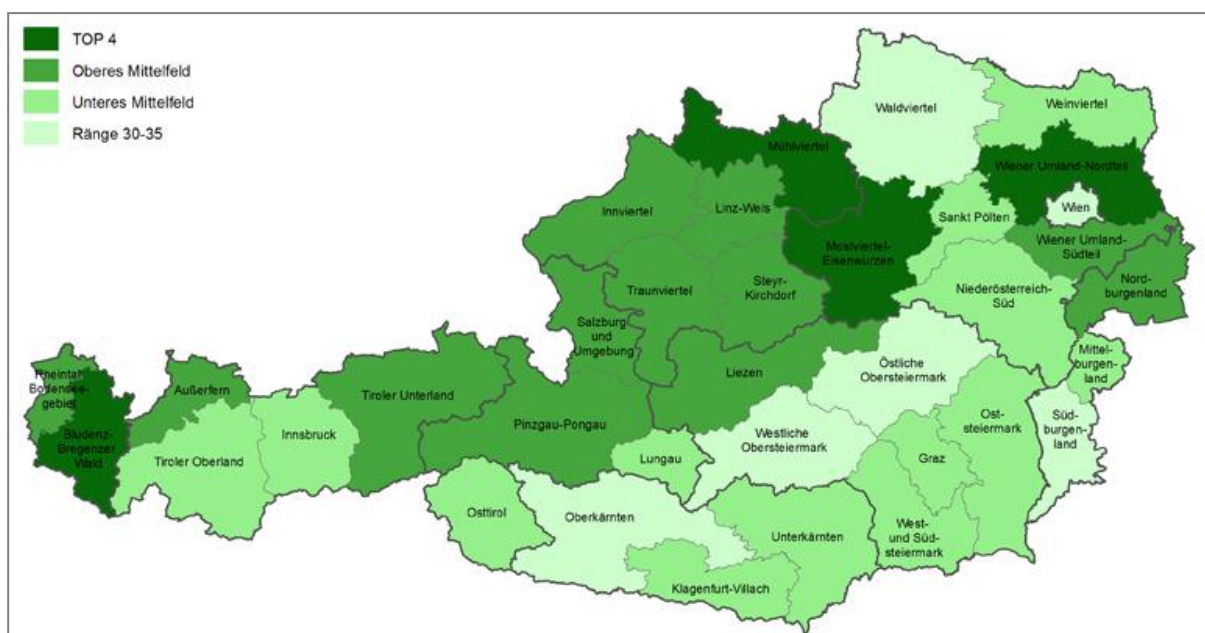 TOP 4
Oberes Mittelfeld
Unteres Mittelfeld
Ränge 30-35
Waldviertel
Weinviertel
Mühlviertel
Wiener Umland-Nordteil
Wien
Innviertel
Linz-Wels
Sankt Pölten
Mostviertel-
Eisenwurzen
Wiener Umland-
Südteil
Nord-
burgenland
Traunviertel
Steyr-
Kirchdorf
Niederösterreich-
Süd
Salzburg
und
Umgebung
Mittel-
burgen-
land
Rheintal-
Bodensee-
gebiet
Außerfern
Tiroler Unterland
Liezen
Östliche
Obersteiermark
Bludenz-
Bregenzer
Wald
Tiroler Oberland
Innsbruck
Pinzgau-Pongau
Lungau
Westliche
Obersteiermark
Ost-
steiermark
Graz
Süd-
burgen-
land
Osttirol
Oberkärnten
Unterkärnten
West-
und Süd-
steiermark
Klagenfurt-Villach